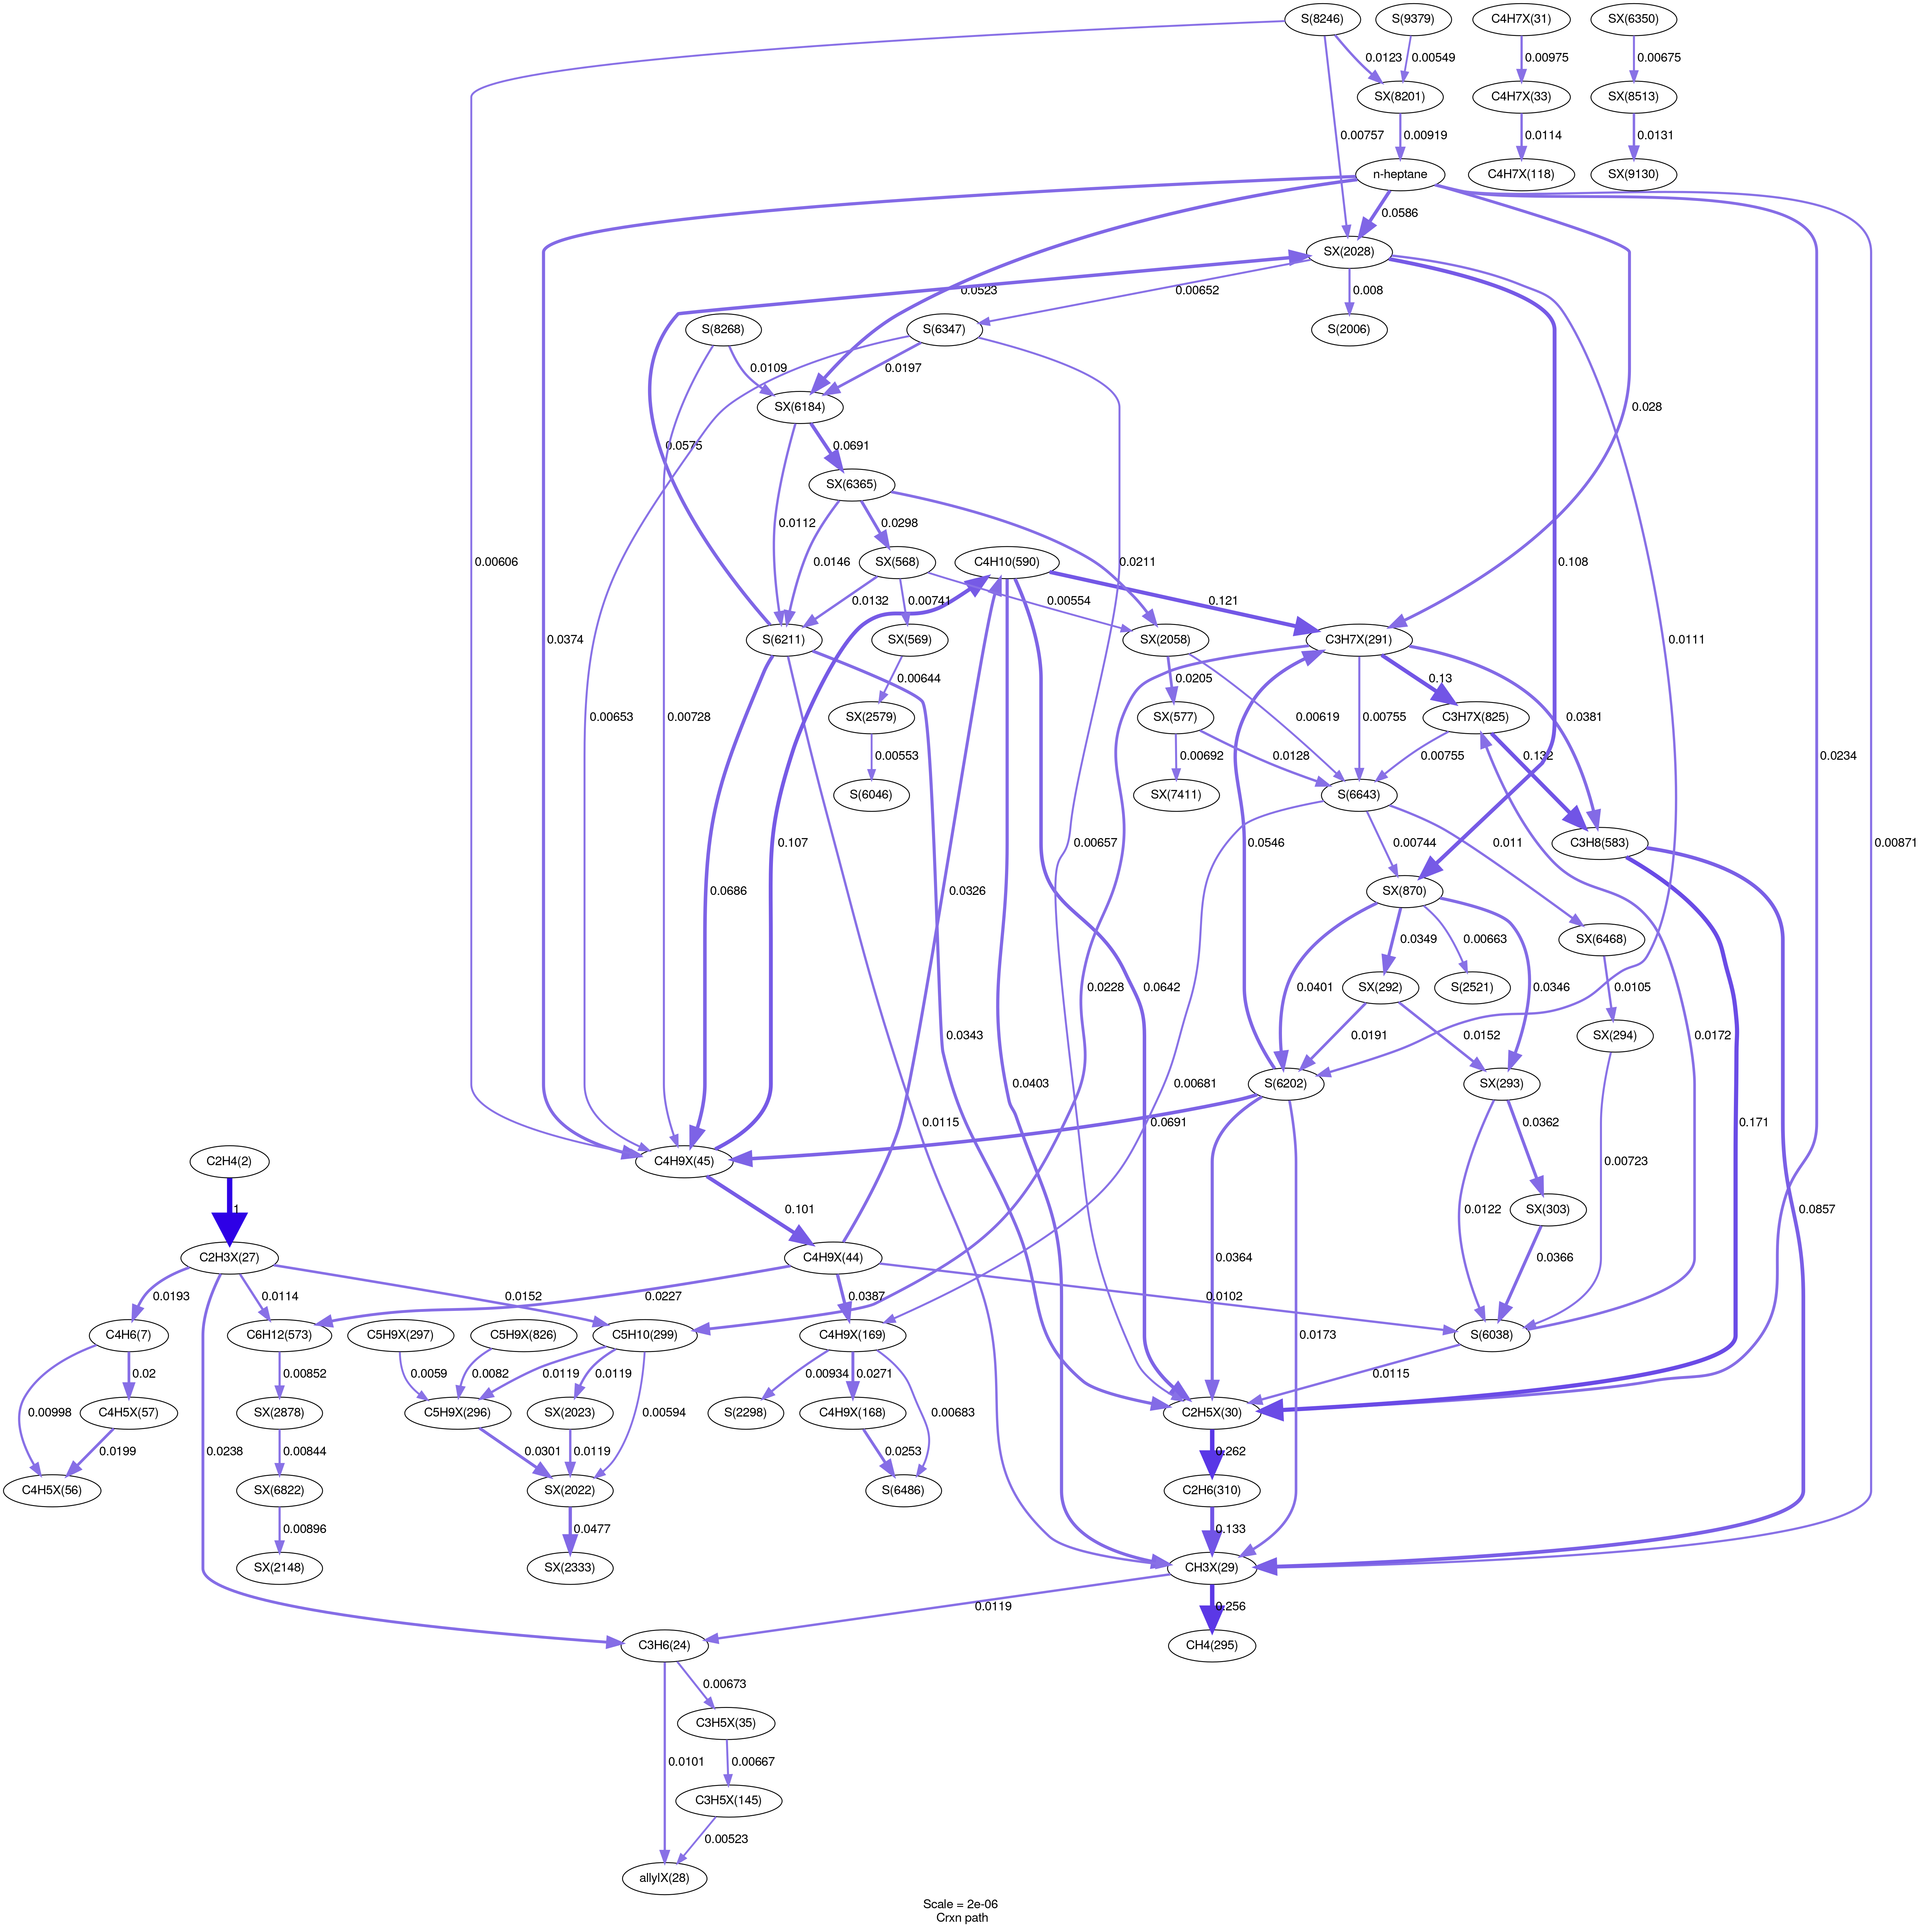 S(8246)
S(9379)
C4H7X(31)
SX(6350)
0.0123
0.00549
0.00975
0.00675
SX(8201)
C4H7X(33)
SX(8513)
0.00757
0.00919
0.0114
0.0131
n-heptane
C4H7X(118)
SX(9130)
0.0586
SX(2028)
0.0523
0.00652
0.008
S(8268)
S(6347)
S(2006)
0.0109
0.0197
SX(6184)
0.028
0.0575
0.0691
SX(6365)
0.0112
0.0298
0.00606
0.0146
SX(568)
C4H10(590)
0.0211
0.108
0.0132
0.00741
0.00554
0.121
0.0374
S(6211)
SX(569)
SX(2058)
C3H7X(291)
0.0111
0.00644
0.0205
0.13
0.00653
0.00728
SX(2579)
SX(577)
0.00619
0.00755
C3H7X(825)
0.0381
0.00553
0.00692
0.0128
0.00755
0.132
0.0234
S(6046)
SX(7411)
S(6643)
0.107
0.00657
0.0546
0.00744
0.011
C3H8(583)
0.00871
0.0686
0.0326
SX(870)
0.0349
0.00663
SX(6468)
0.0228
0.0642
0.0401
SX(292)
S(2521)
0.0346
0.0105
0.0343
0.0191
0.0152
SX(294)
0.0172
0.0403
0.00681
S(6202)
SX(293)
0.0115
0.0691
0.0362
0.171
C2H4(2)
C4H9X(45)
0.00723
1
0.101
0.0122
SX(303)
0.0857
C2H3X(27)
C4H9X(44)
0.0364
0.0366
0.0193
0.0114
0.0152
0.0227
0.0387
0.0102
C4H6(7)
C6H12(573)
C5H9X(297)
C5H9X(826)
C5H10(299)
C4H9X(169)
0.0173
S(6038)
0.02
0.00852
0.0059
0.0082
0.0119
0.0119
0.00934
0.0271
0.0115
0.00998
C4H5X(57)
SX(2878)
C5H9X(296)
SX(2023)
0.00594
S(2298)
C4H9X(168)
0.00683
C2H5X(30)
0.0199
0.0238
0.00844
0.0301
0.0119
0.0253
0.262
C4H5X(56)
SX(6822)
SX(2022)
S(6486)
C2H6(310)
0.00896
0.0477
0.133
SX(2148)
SX(2333)
CH3X(29)
0.0119
0.256
C3H6(24)
CH4(295)
0.00673
C3H5X(35)
0.0101
0.00667
C3H5X(145)
0.00523
allylX(28)
Scale = 2e-06
Crxn path